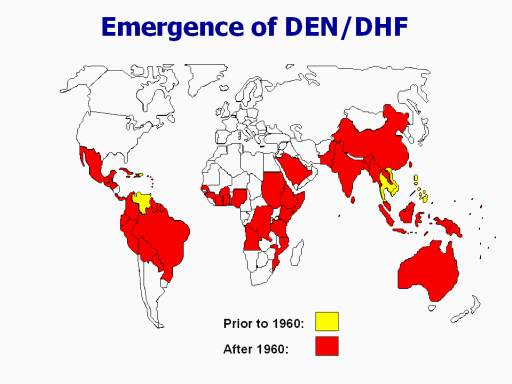 Emergence of DEN/DHF
Prior to 1960:
After 1960: